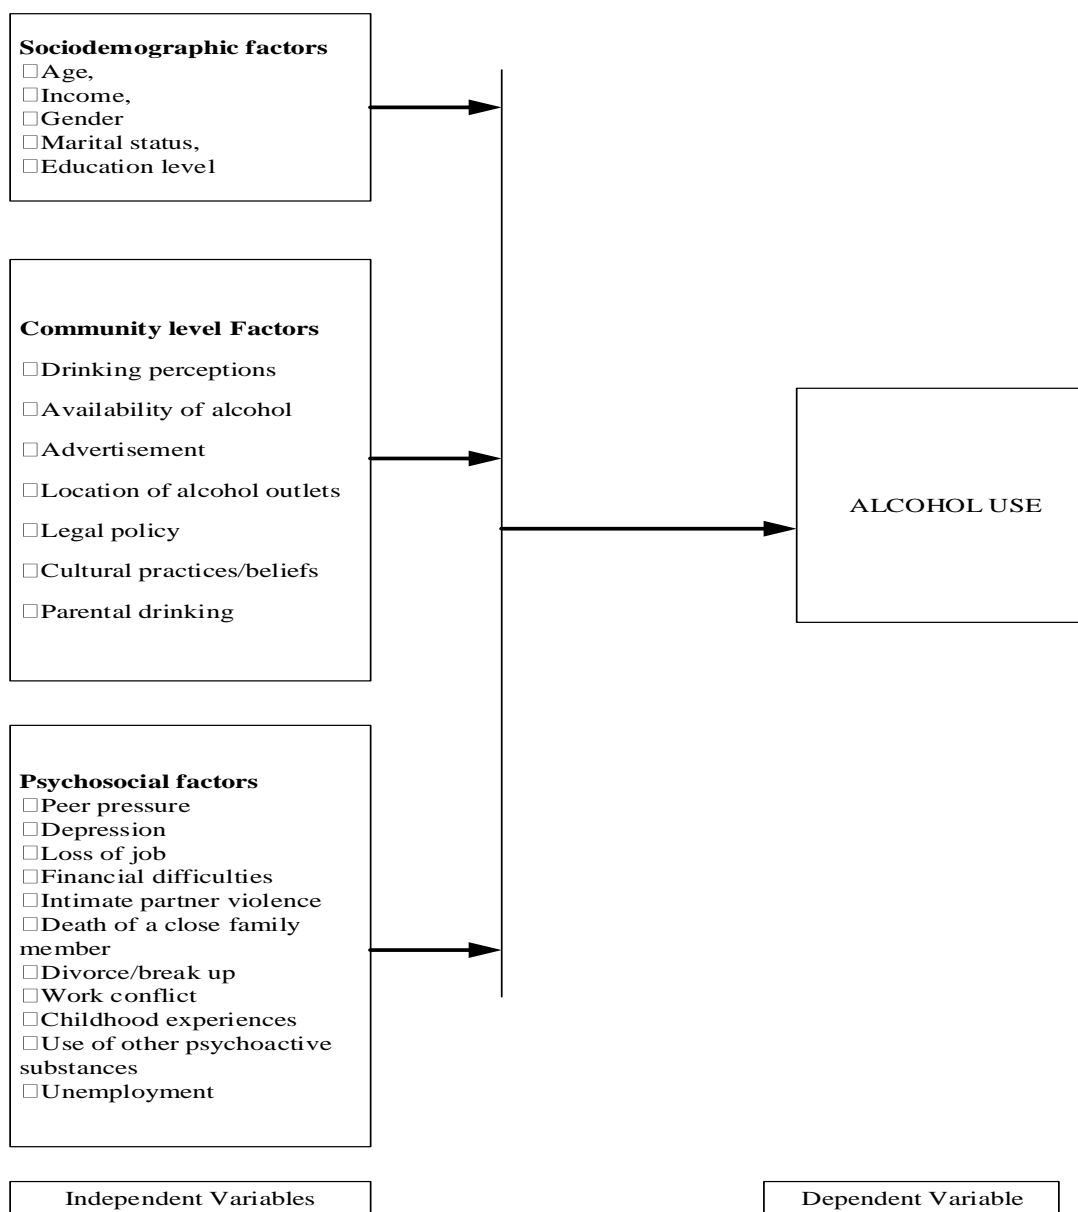 Sociodemographic factors
□Age,
□Income,
□Gender
□Marital status,
□Education level
Community level Factors
□Drinking perceptions
□Availability of alcohol
□Advertisement
□Location of alcohol outlets
□Legal policy
□Cultural practices/beliefs
□Parental drinking
ALCOHOL USE
Psychosocial factors
□Peer pressure
□Depression
□Loss of job
□Financial difficulties
□Intimate partner violence
□Death of a close family
member
□Divorce/break up
□Work conflict
□Childhood experiences
□Use of other psychoactive
substances
□Unemployment
Independent Variables
Dependent Variable